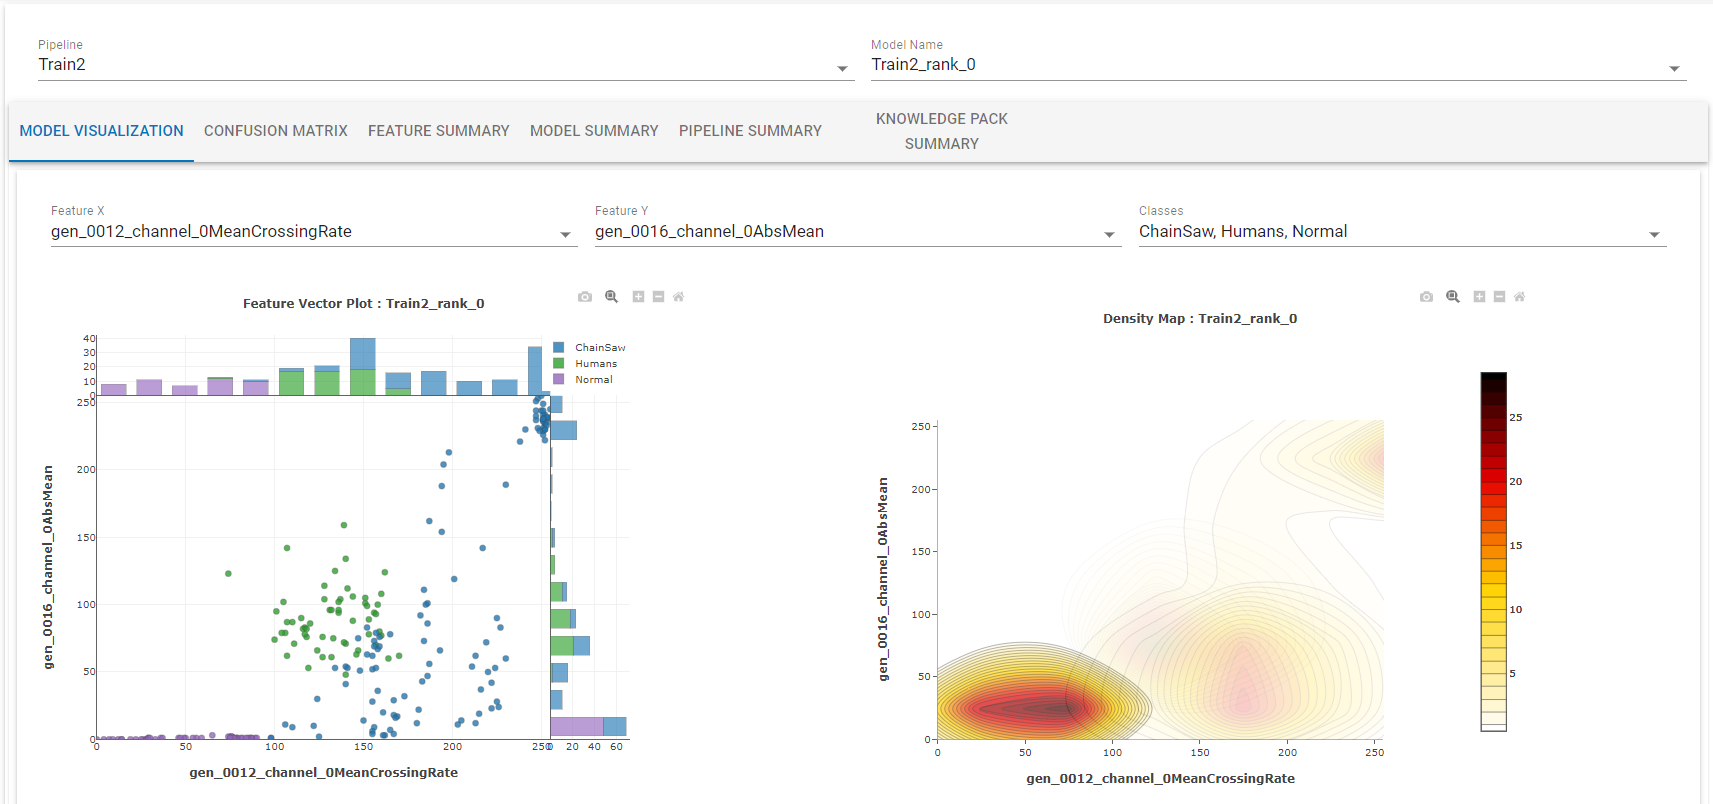 Pipeline
Train2
Model Name
Train2_rank_0
MODEL VISUALIZATION
CONFUSION MATRIX
FEATURE SUMMARY
MODEL SUMMARY
PIPELINE SUMMARY
KNOWLEDGE PACK
SUMMARY
Feature X
gen_0012_channel_0MeanCrossingRate
Feature Y
gen_0016_channel_0AbsMean
Classes
ChainSaw, Humans, Normal
Feature Vector Plot : Train2_rank_0
40
30
20
10
0
ChainSaw
Humans
Normal
250
200
150
100
50
0
gen_0016_channel_0AbsMean
0
50
100
150
200
250
0
20
40
60
gen_0012_channel_0MeanCrossingRate
Density Map : Train2_rank_0
250
200
150
100
50
0
gen_0016_channel_0AbsMean
0
50
100
150
200
250
gen_0012_channel_0MeanCrossingRate
25
20
15
10
5